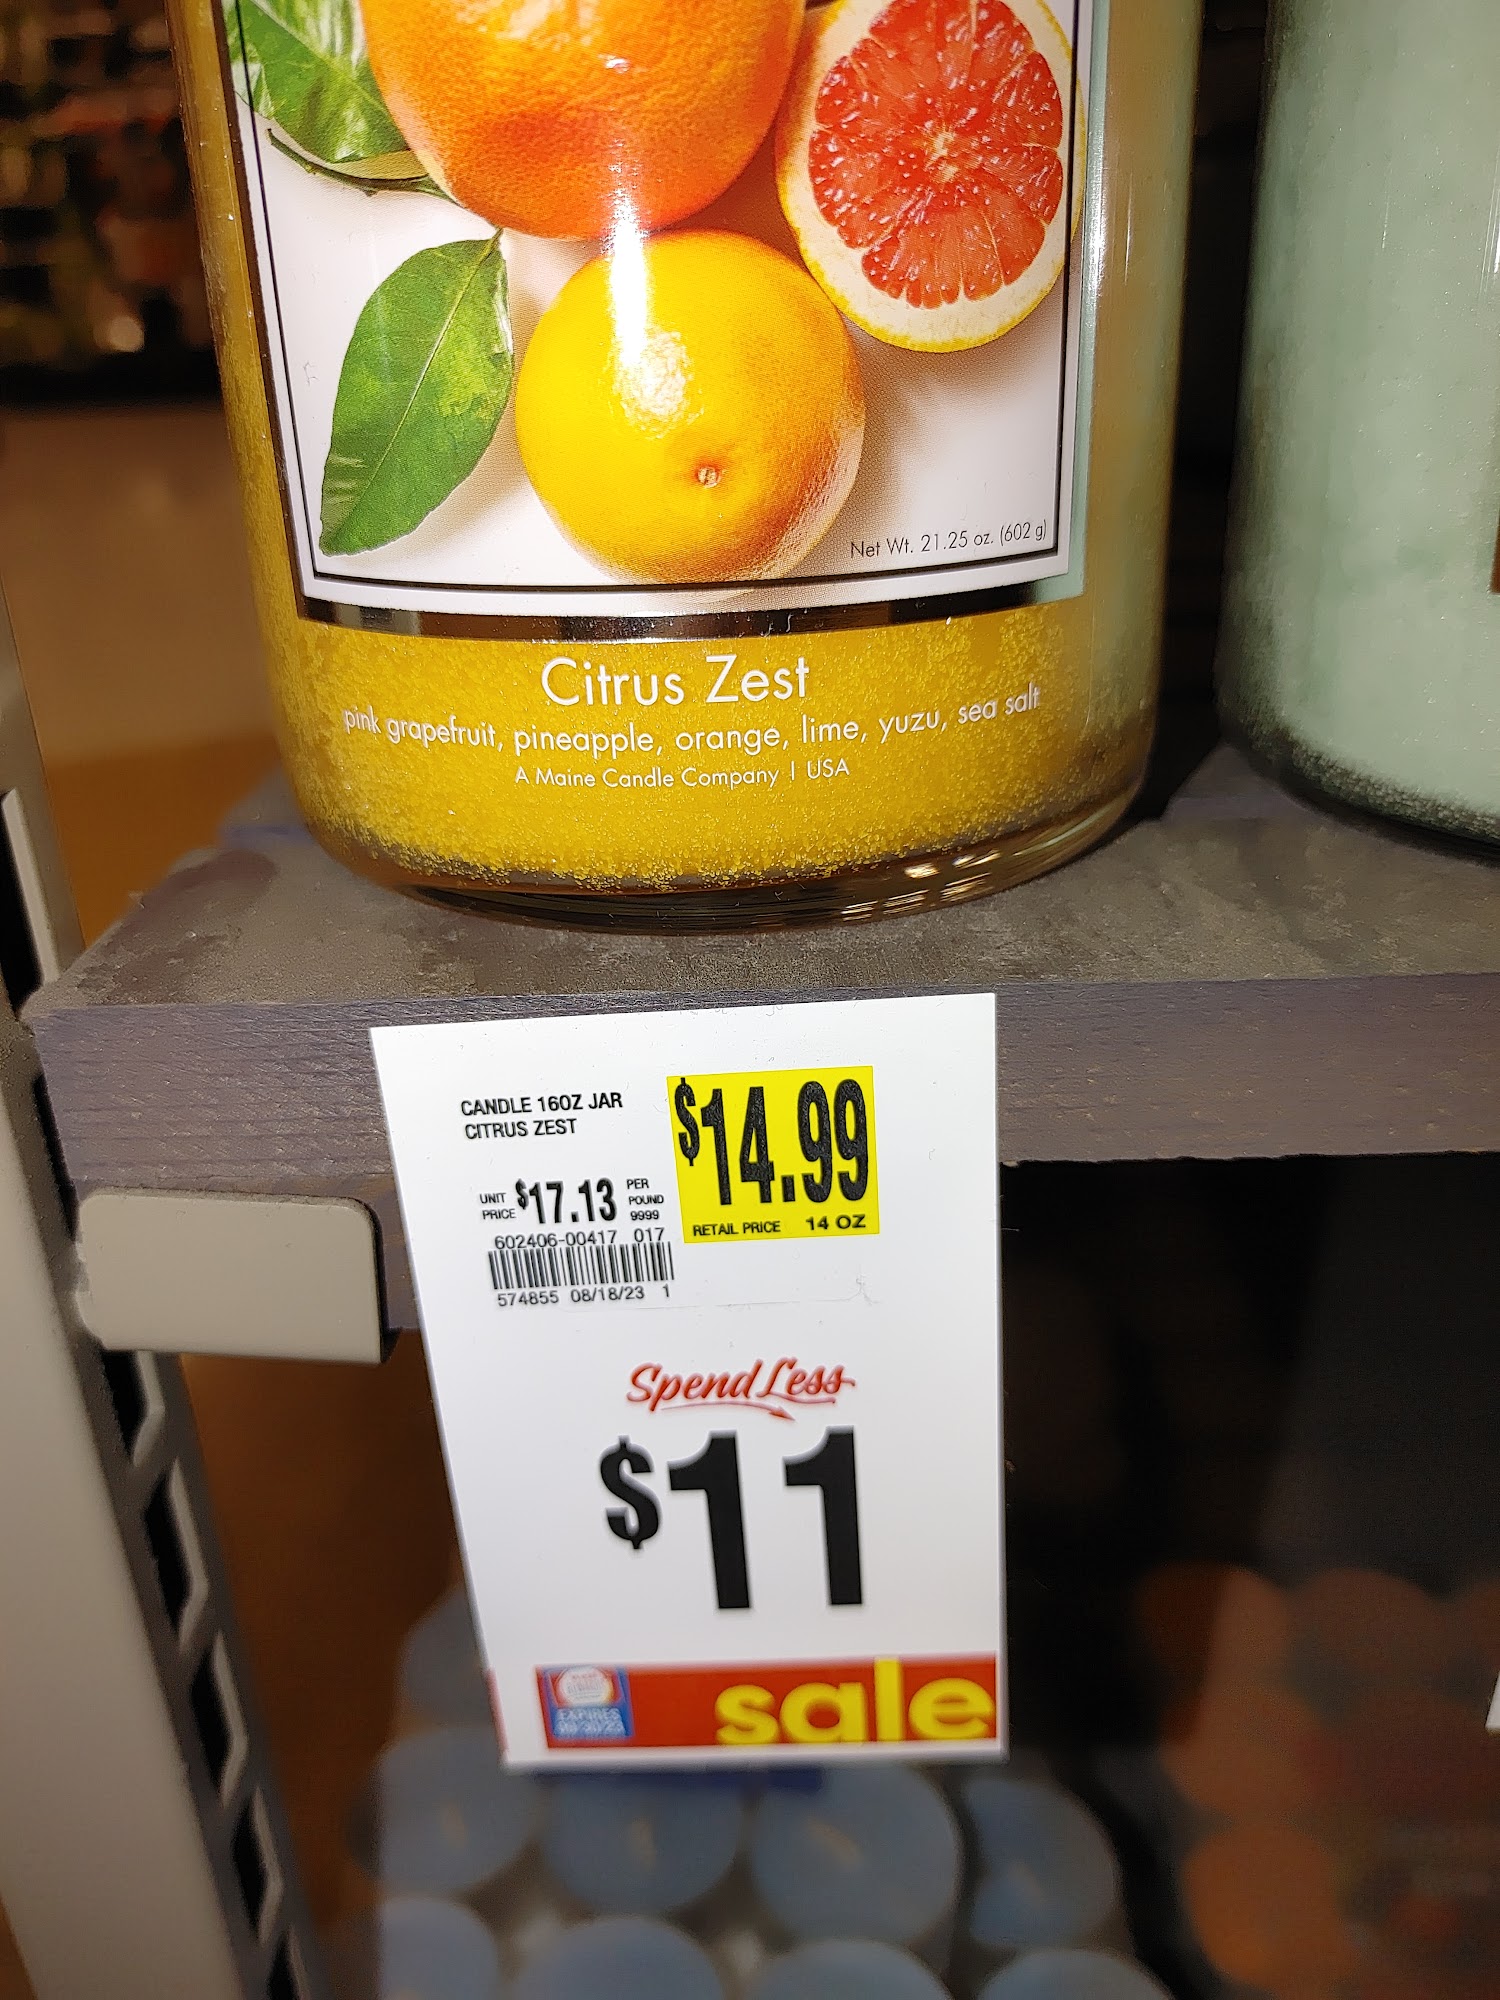 Net Wt. 21.25 oz. (602 g)
Citrus Zest
pink grapefruit, pineapple, orange, lime, yuzu, sea salt
A Maine Candle Company | USA
CANDLE 16OZ JAR
CITRUS ZEST
$14.99
RETAIL PRICE 14 OZ
UNIT PRICE $17.13 PER POUND 9999
602406-00417 017
574855 08/18/23 1
Spend Less
$11
sale
EXPIRES